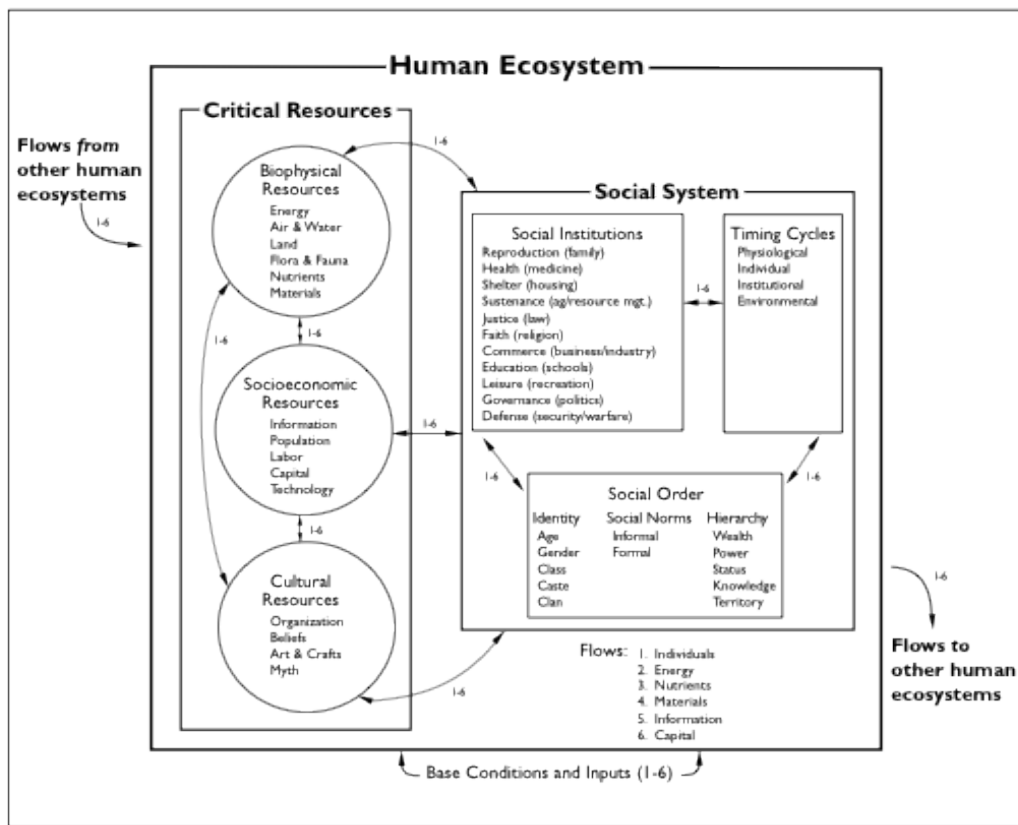 Human Ecosystem
Critical Resources
Flows from
other human
ecosystems
1-6
1-6
Biophysical
Resources
Energy
Air & Water
Land
Flora & Fauna
Nutrients
Materials
1-6
1-6
Socioeconomic
Resources
Information
Population
Labor
Capital
Technology
1-6
1-6
Cultural
Resources
Organization
Beliefs
Art & Crafts
Myth
1-6
Social System
Social Institutions
Reproduction (family)
Health (medicine)
Shelter (housing)
Sustenance (ag/resource mgt.)
Justice (law)
Faith (religion)
Commerce (business/industry)
Education (schools)
Leisure (recreation)
Governance (politics)
Defense (security/warfare)
1-6
Timing Cycles
Physiological
Individual
Institutional
Environmental
1-6
1-6
Social Order
Identity
Age
Gender
Class
Caste
Clan
Social Norms
Informal
Formal
Hierarchy
Wealth
Power
Status
Knowledge
Territory
Flows:
1. Individuals
2. Energy
3. Nutrients
4. Materials
5. Information
6. Capital
1-6
Flows to
other human
ecosystems
Base Conditions and Inputs (1-6)